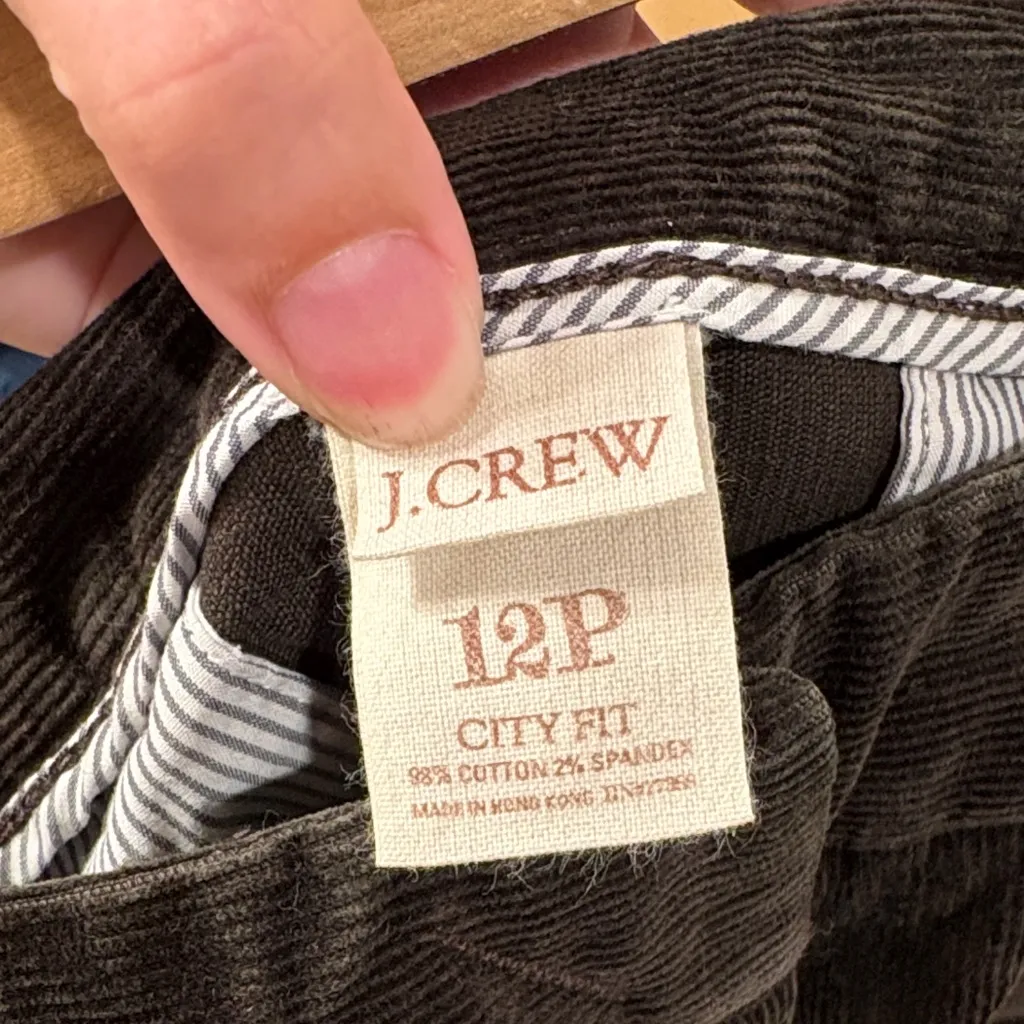 J.CREW
12P
CITY FIT
98% COTTON 2% SPANDEX
MADE IN HONG KONG